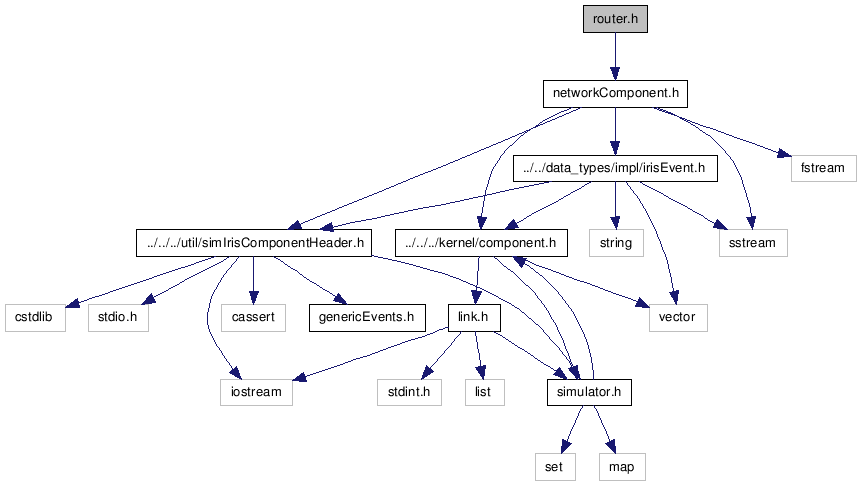 router.h
networkComponent.h
../../data_types/impl/irisEvent.h
fstream
../../../util/simIrisComponentHeader.h
../../../kernel/component.h
string
sstream
cstdlib
stdio.h
cassert
genericEvents.h
link.h
vector
iostream
stdint.h
list
simulator.h
set
map